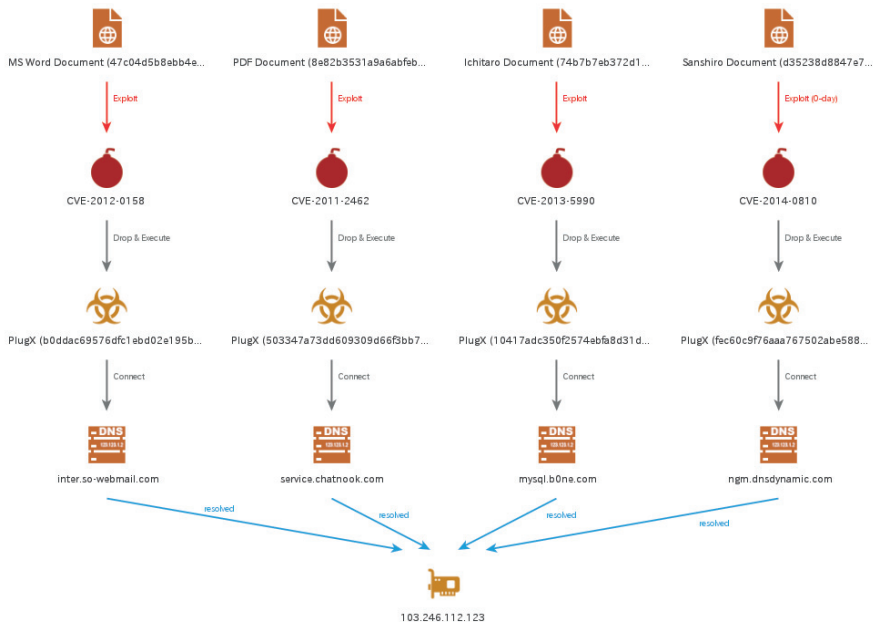 MS Word Document (47c04d5b8ebb4e...
PDF Document (8e82b3531a9a6abfeb...
Ichitaro Document (74b7b7eb372d1...
Sanshiro Document (d35238d8847e7...
Exploit
Exploit
Exploit
Exploit (0-day)
CVE-2012-0158
CVE-2011-2462
CVE-2013-5990
CVE-2014-0810
Drop & Execute
Drop & Execute
Drop & Execute
Drop & Execute
PlugX (b0ddac69576dfc1ebd02e195b...
PlugX (503347a73dd609309d66f3bb7...
PlugX (10417adc350f2574ebfa8d31d...
PlugX (fec60c9f76aaa767502abe588...
Connect
Connect
Connect
Connect
DNS
DNS
DNS
DNS
inter.so-webmail.com
service.chatnook.com
mysql.b0ne.com
ngm.dnsdynamic.com
resolved
resolved
resolved
resolved
103.246.112.123